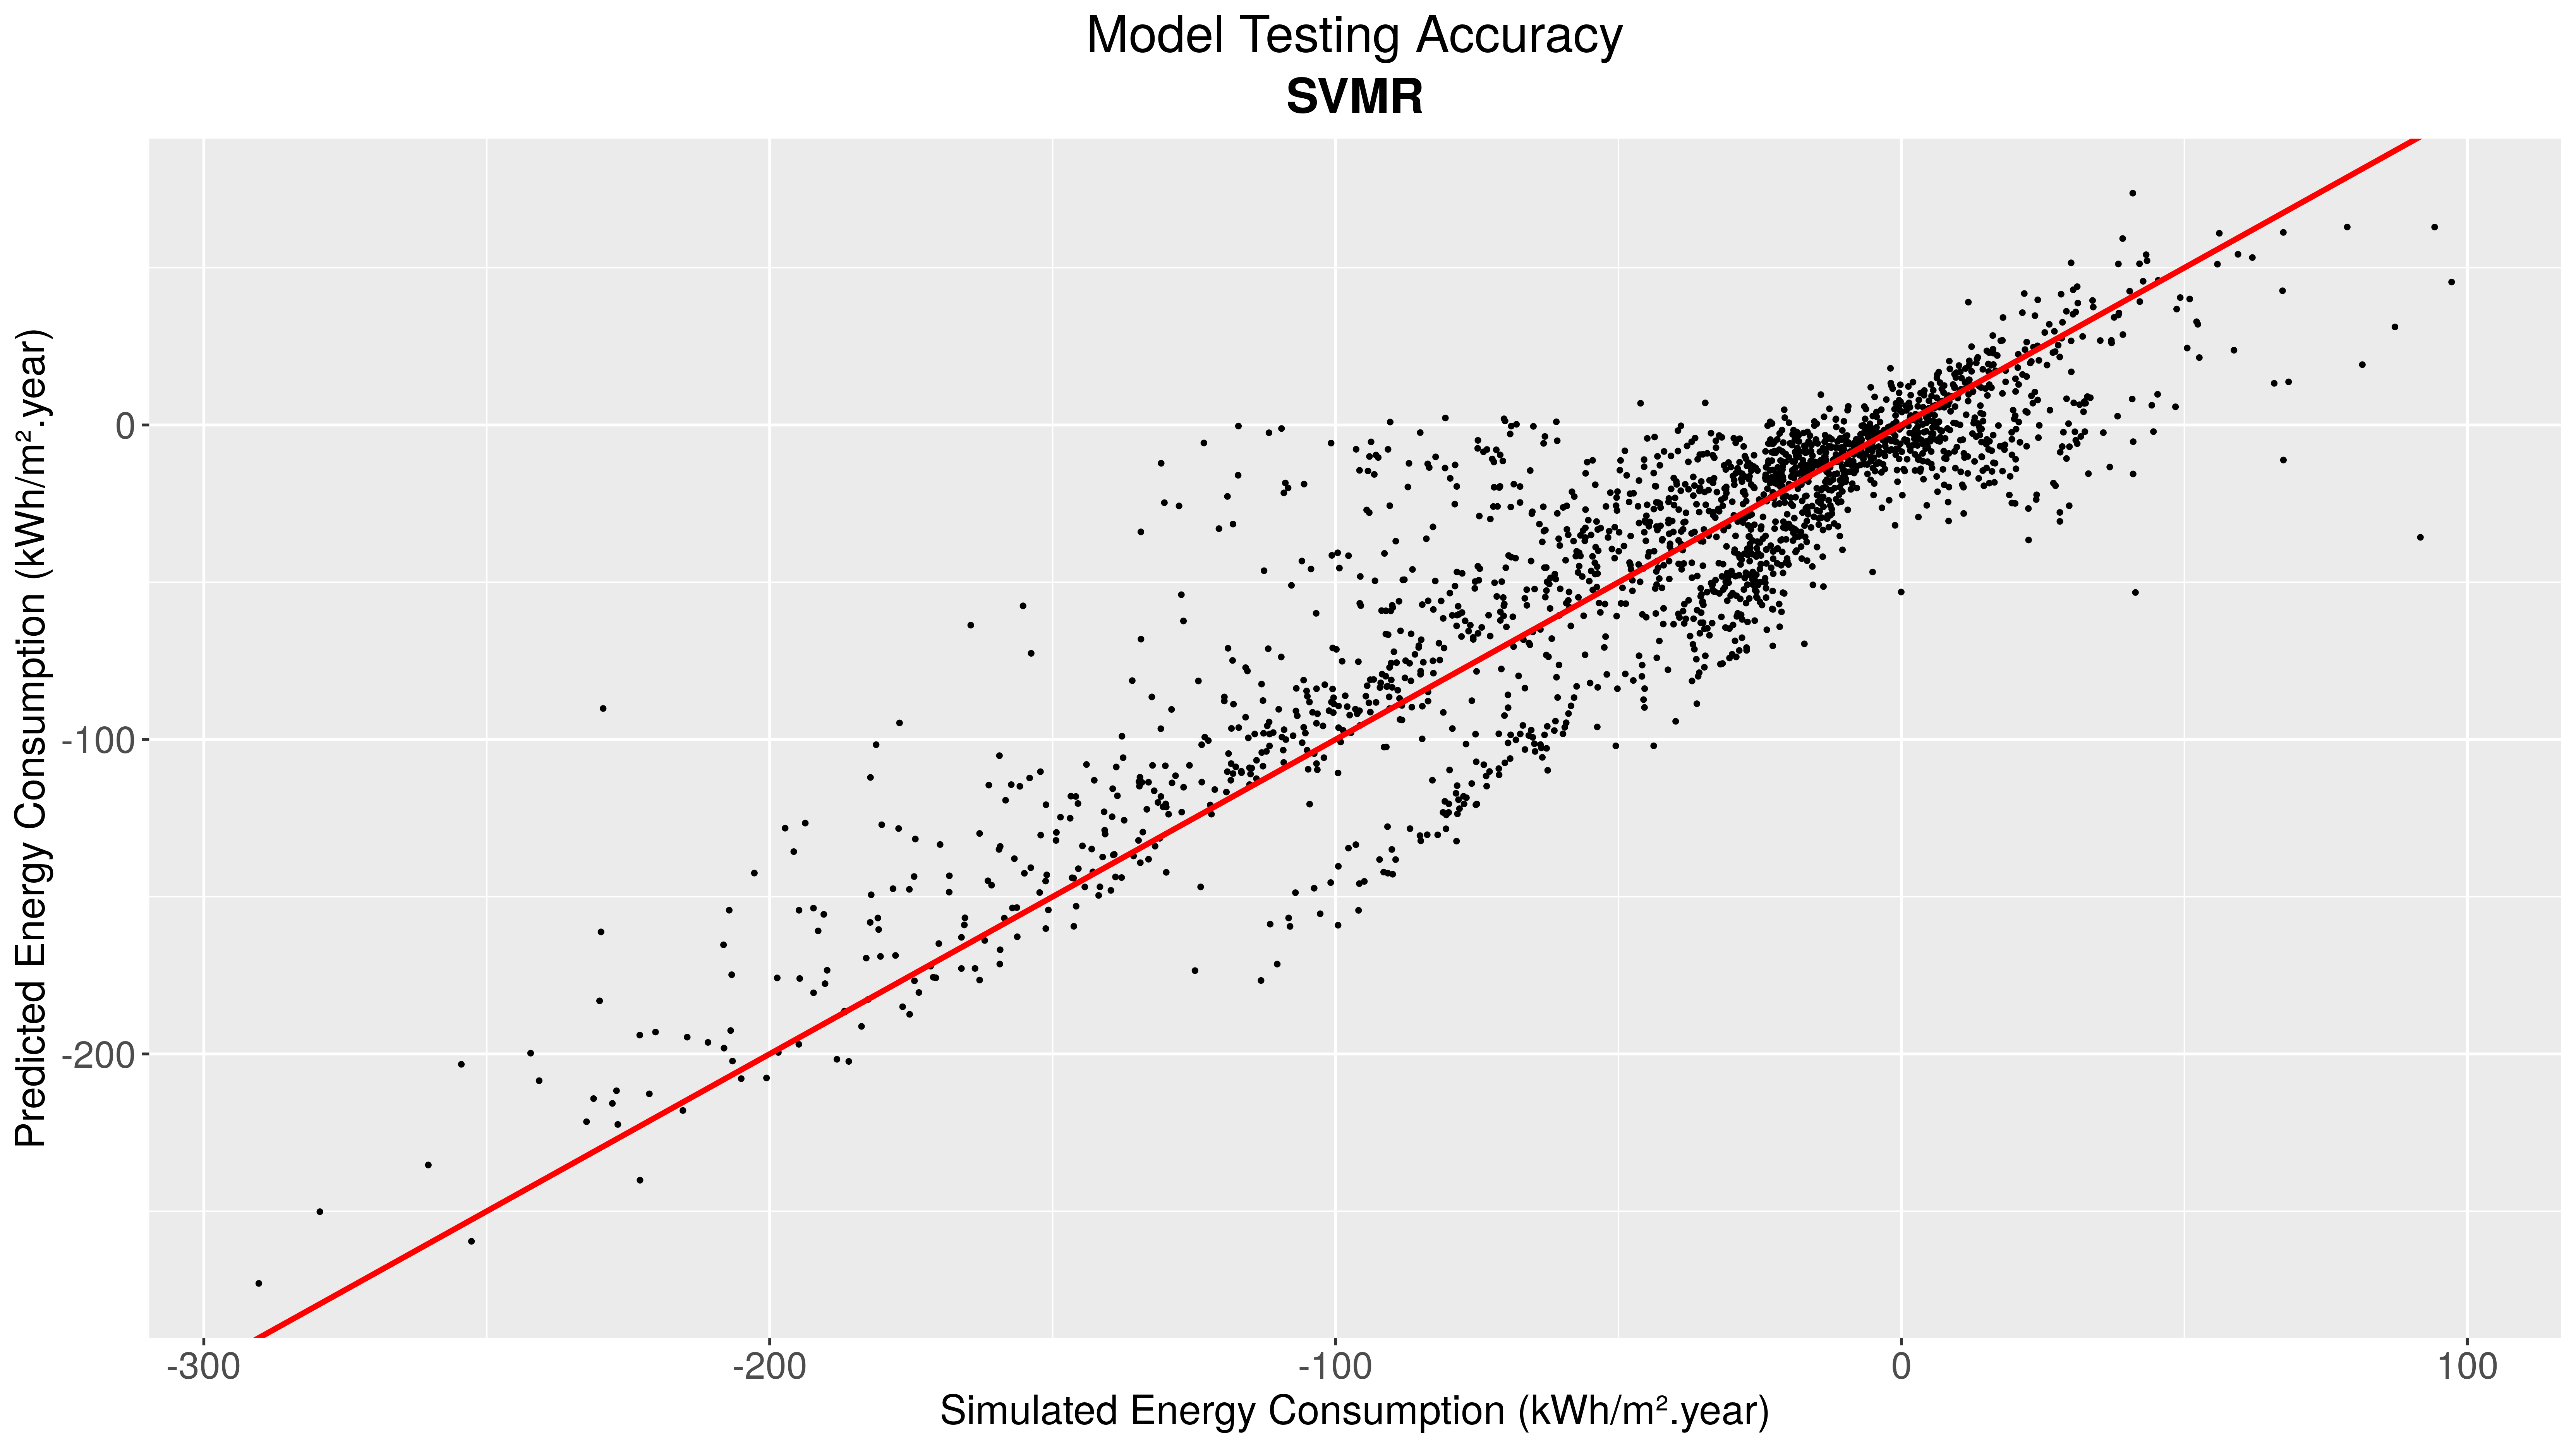 Model Testing Accuracy
SVMR
Predicted Energy Consumption (kWh/m².year)
0
-100
-200
-300
-200
-100
0
100
Simulated Energy Consumption (kWh/m².year)